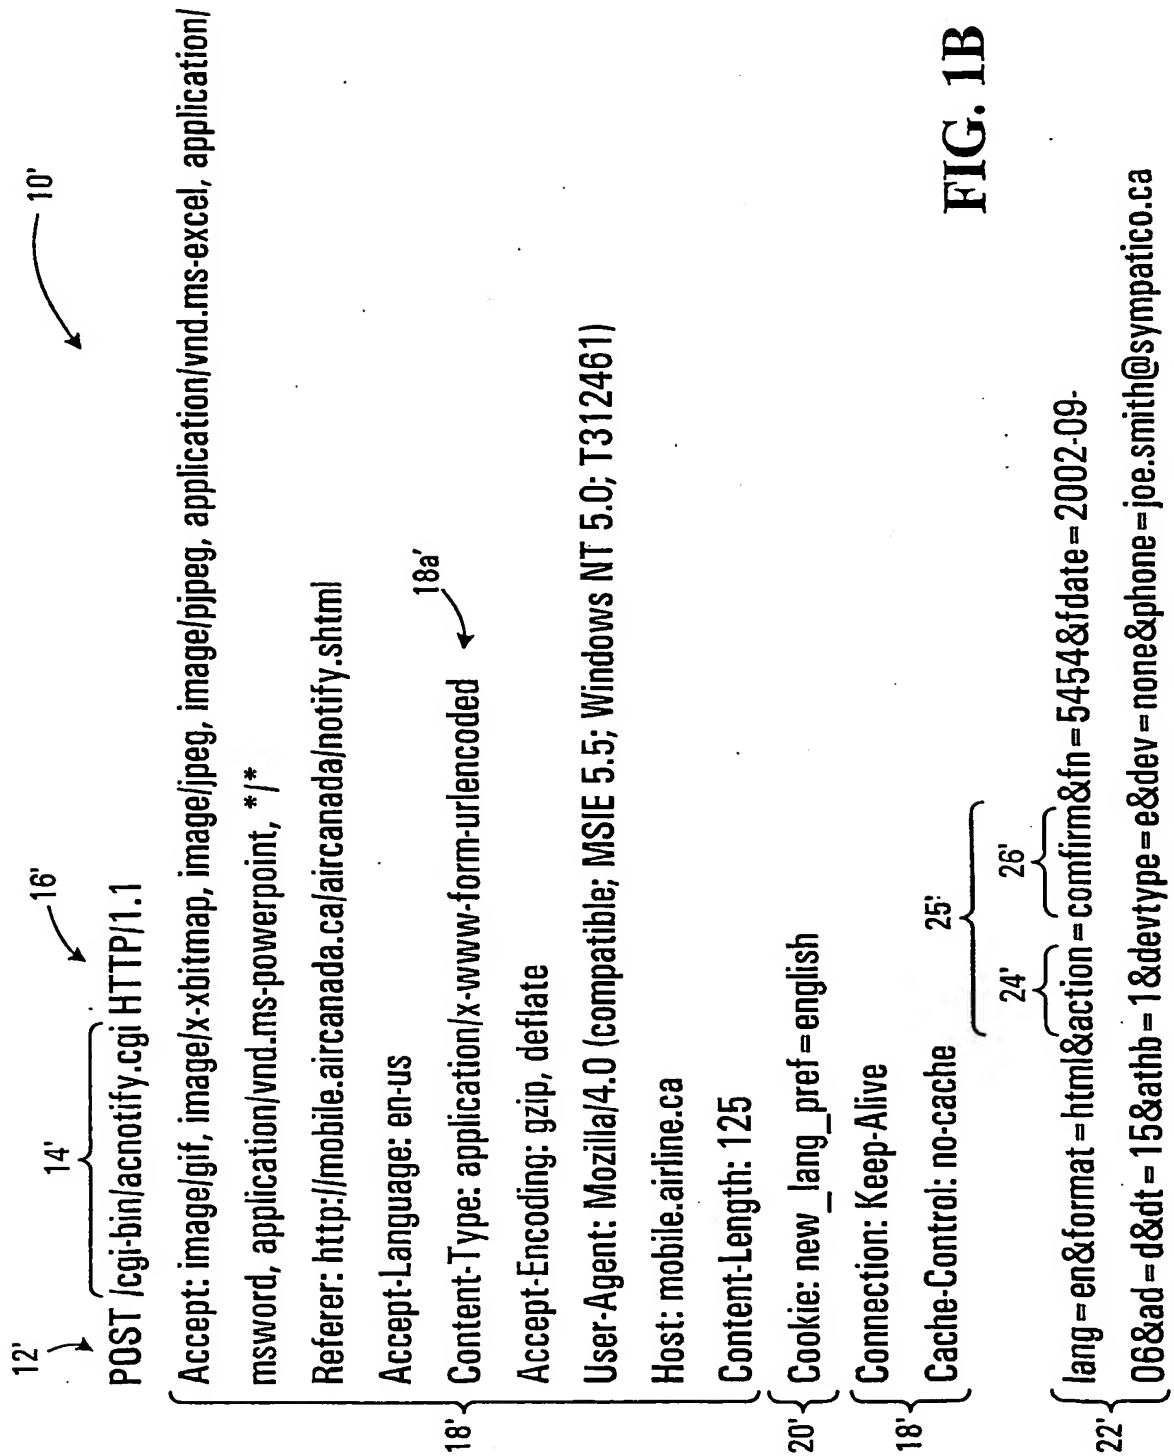 10'
12'
14'
16'
POST /cgi-bin/acnotify.cgi HTTP/1.1
Accept: image/gif, image/x-xbitmap, image/jpeg, image/pjpeg, application/vnd.ms-excel, application/
msword, application/vnd.ms-powerpoint, */*
Referer: http://mobile.aircanada.ca/aircanada/notify.shtml
Accept-Language: en-us
18a'
Content-Type: application/x-www-form-urlencoded
18'
Accept-Encoding: gzip, deflate
User-Agent: Mozilla/4.0 (compatible; MSIE 5.5; Windows NT 5.0; T312461)
Host: mobile.airline.ca
Content-Length: 125
20'
Cookie: new_lang_pref=english
18'
Connection: Keep-Alive
Cache-Control: no-cache
25'
24'
26'
22'
lang=en&format=html&action=comfirm&fn=5454&fdate=2002-09-
06&ad=d&dt=15&athb=1&devtype=e&dev=none&phone=joe.smith@sympatico.ca
FIG. 1B